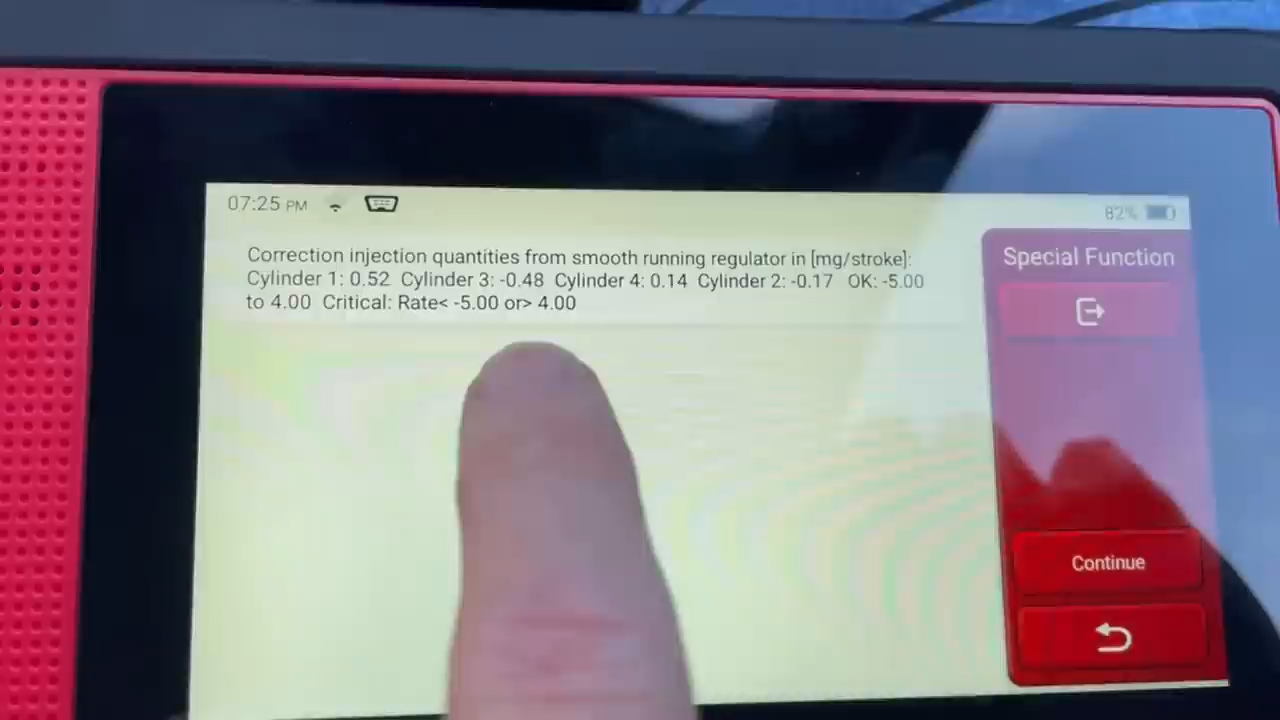 07:25 PM
82%
Correction injection quantities from smooth running regulator in [mg/stroke]:
Cylinder 1: 0.52 Cylinder 3: -0.48 Cylinder 4: 0.14 Cylinder 2: -0.17 OK: -5.00
to 4.00 Critical: Rate< -5.00 or> 4.00
Special Function
Continue